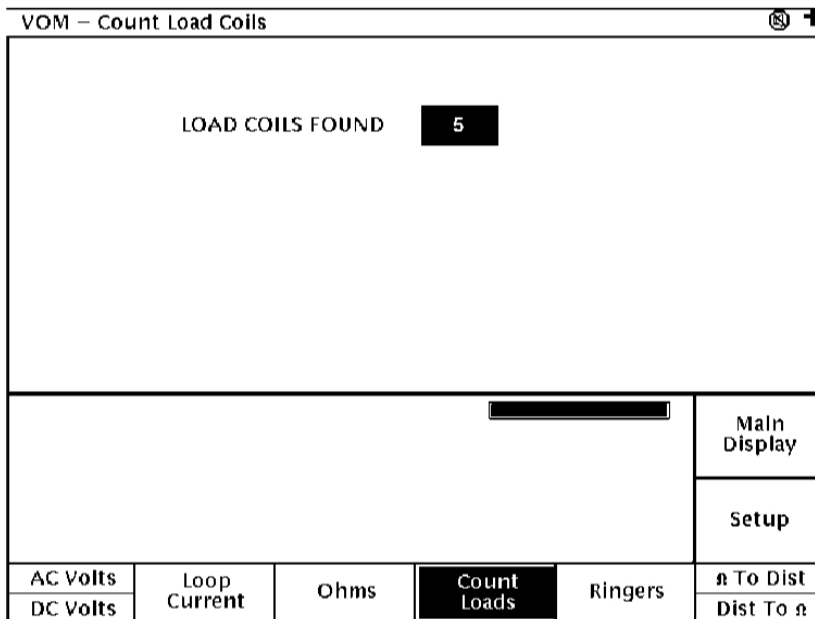 VOM – Count Load Coils
LOAD COILS FOUND 5
Main
Display
Setup
AC Volts
DC Volts
Loop
Current
Ohms
Count
Loads
Ringers
Ω To Dist
Dist To Ω